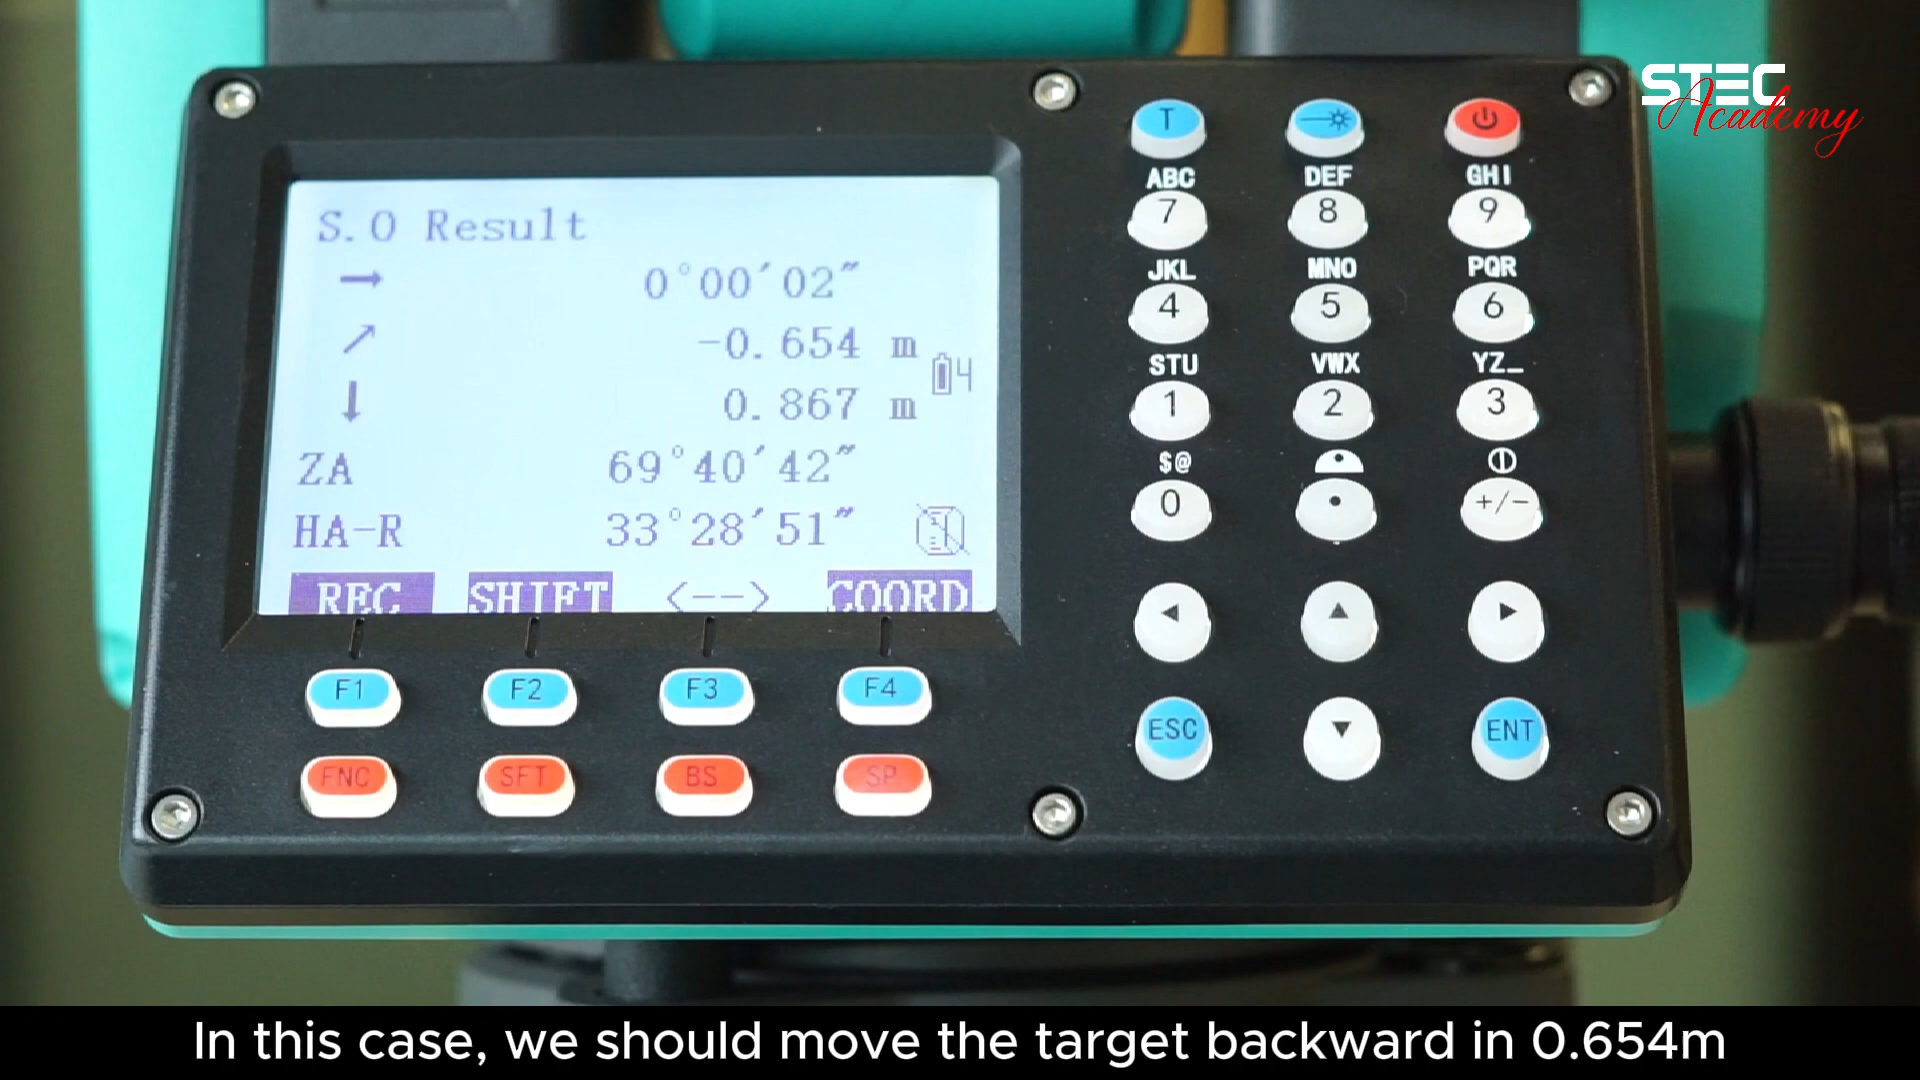 STEC
Academy
S.O Result
→ 0°00′02″
↗ -0.654 m
↓ 0.867 m
4
ZA 69°40′42″
HA-R 33°28′51″
REC SHIFT <--> COORD
F1 F2 F3 F4
FNC SFT BS SP
T
ABC DEF GHI
7 8 9
JKL MNO PQR
4 5 6
STU VWX YZ_
1 2 3
$@
0 • +/-
◀ ▲ ▶
ESC ▼ ENT
In this case, we should move the target backward in 0.654m